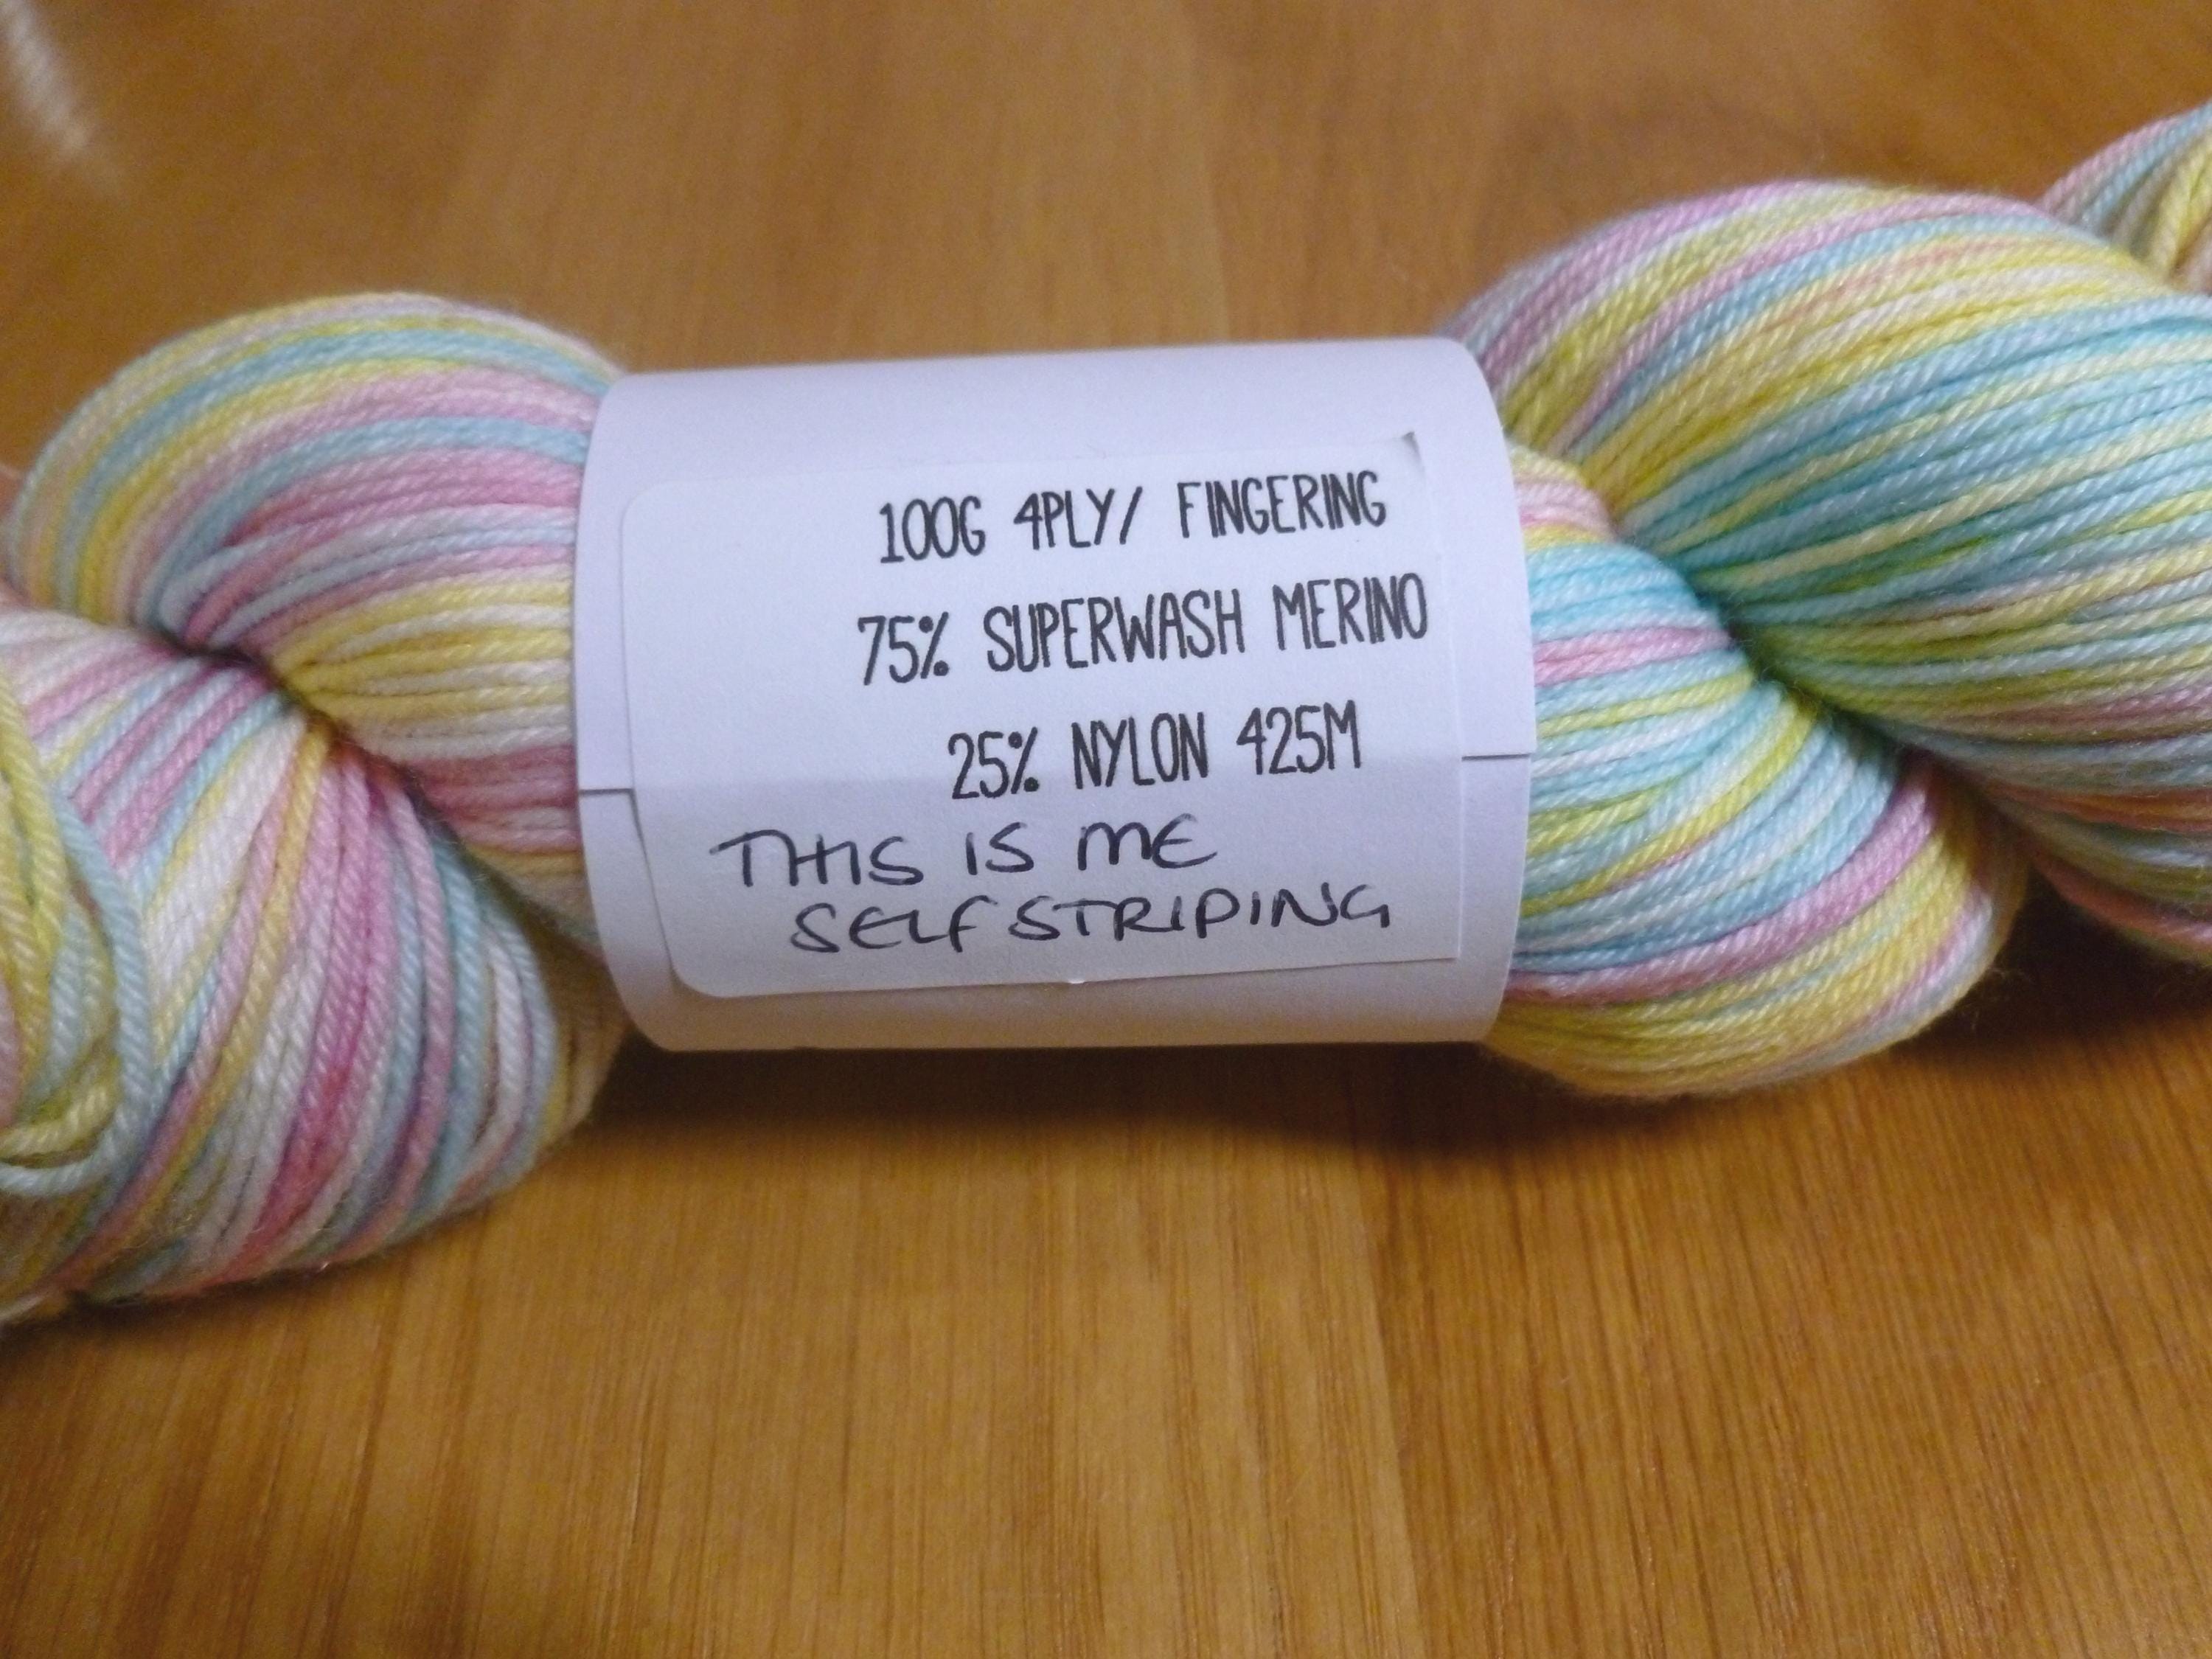 100G 4PLY/ FINGERING
75% SUPERWASH MERINO
25% NYLON 425M
THIS IS ME
SELF STRIPING